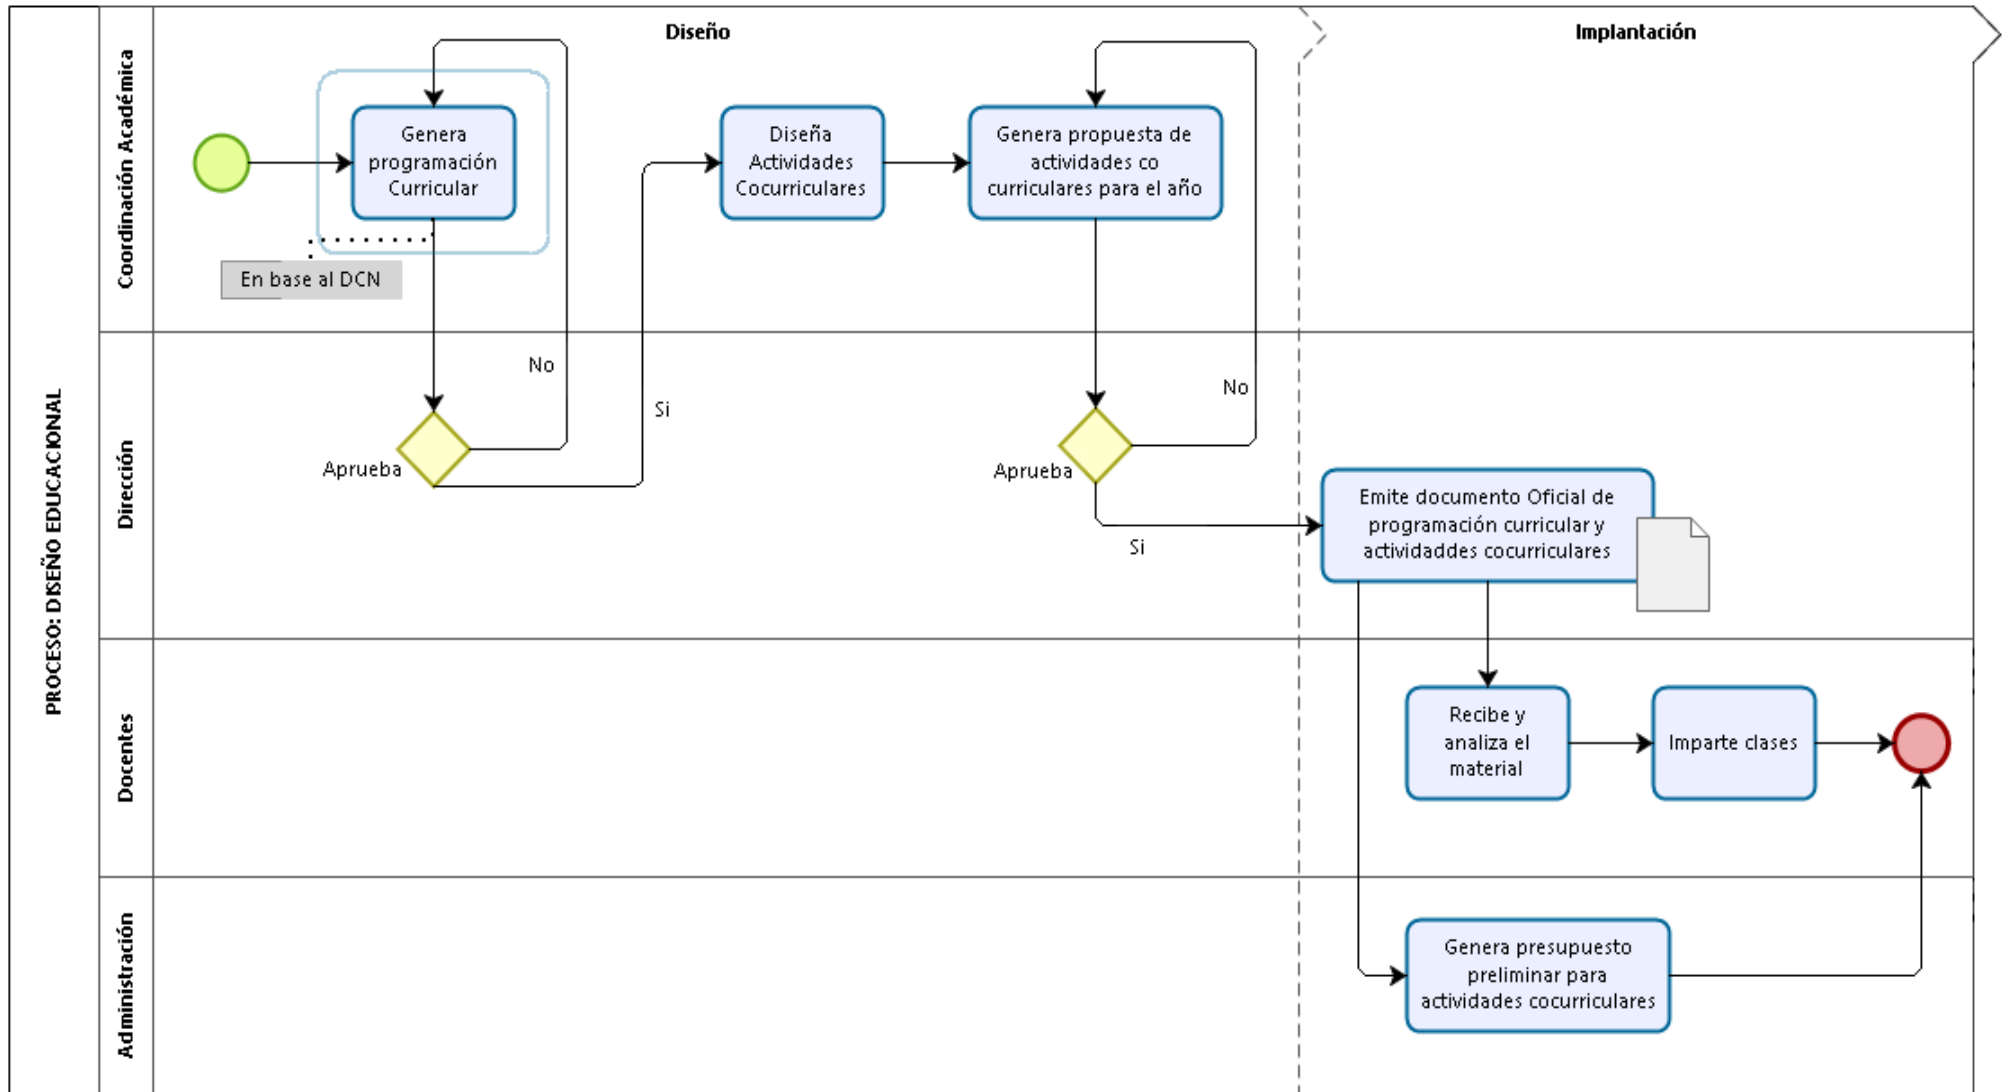 PROCESO: DISEÑO EDUCACIONAL
Diseño
Implantación
Coordinación Académica
Genera
programación
Curricular
En base al DCN
Diseña
Actividades
Cocurriculares
Genera propuesta de
actividades co
curriculares para el año
Dirección
Aprueba
No
Si
Aprueba
No
Si
Emite documento Oficial de
programación curricular y
actividaddes cocurriculares
Docentes
Recibe y
analiza el
material
Imparte clases
Administración
Genera presupuesto
preliminar para
actividades cocurriculares